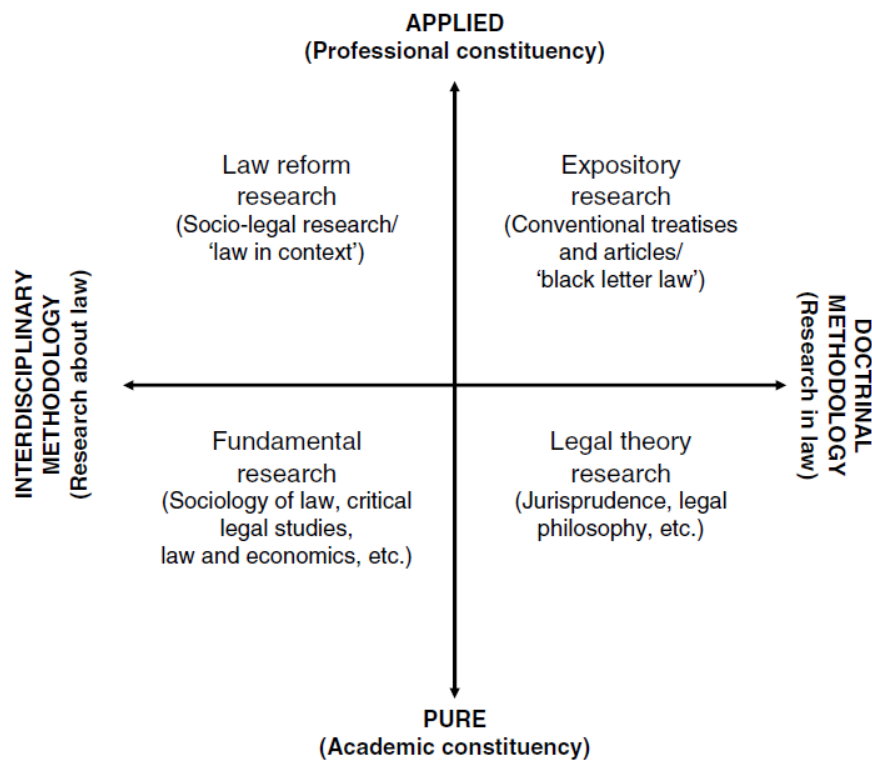 APPLIED
(Professional constituency)
Law reform
research
(Socio-legal research/
‘law in context’)
Expository
research
(Conventional treatises
and articles/
‘black letter law’)
INTERDISCIPLINARY
METHODOLOGY
(Research about law)
DOCTRINAL
METHODOLOGY
(Research in law)
Fundamental
research
(Sociology of law, critical
legal studies,
law and economics, etc.)
Legal theory
research
(Jurisprudence, legal
philosophy, etc.)
PURE
(Academic constituency)